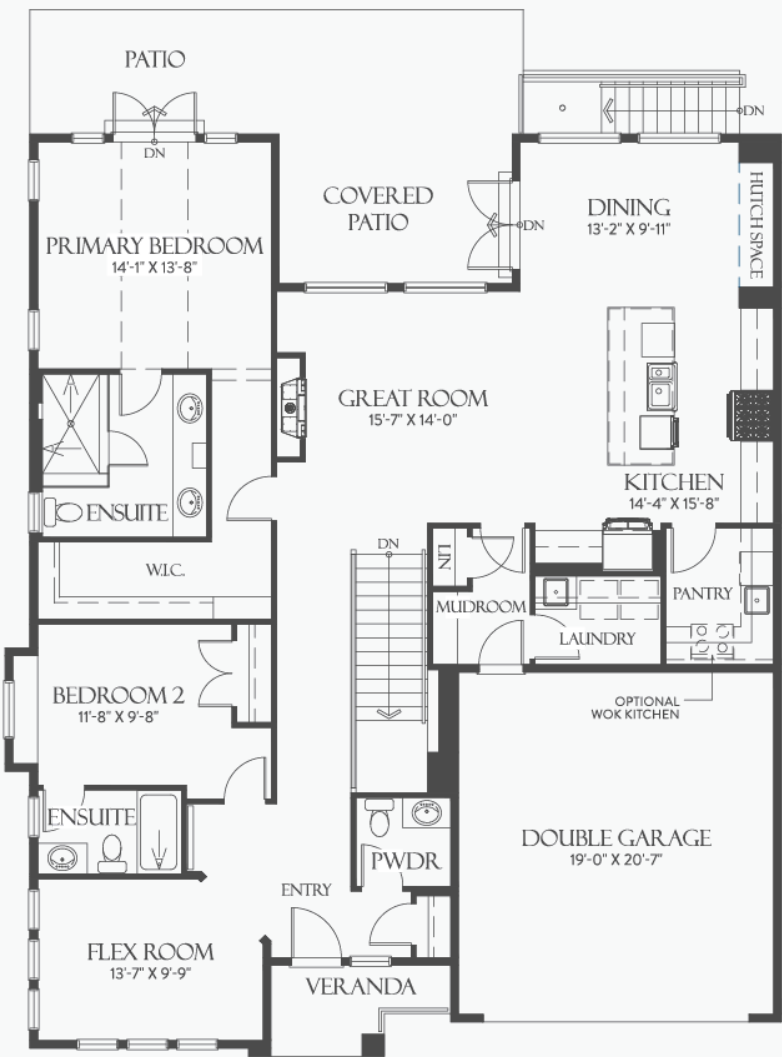 PATIO
DN
DN
COVERED
PATIO
DN
DINING
13'-2" X 9'-11"
HUTCH SPACE
PRIMARY BEDROOM
14'-1" X 13'-8"
GREAT ROOM
15'-7" X 14'-0"
KITCHEN
14'-4" X 15'-8"
ENSUITE
W.I.C.
DN
LIN
MUDROOM
LAUNDRY
PANTRY
BEDROOM 2
11'-8" X 9'-8"
OPTIONAL
WOK KITCHEN
ENSUITE
PWDR
DOUBLE GARAGE
19'-0" X 20'-7"
ENTRY
FLEX ROOM
13'-7" X 9'-9"
VERANDA